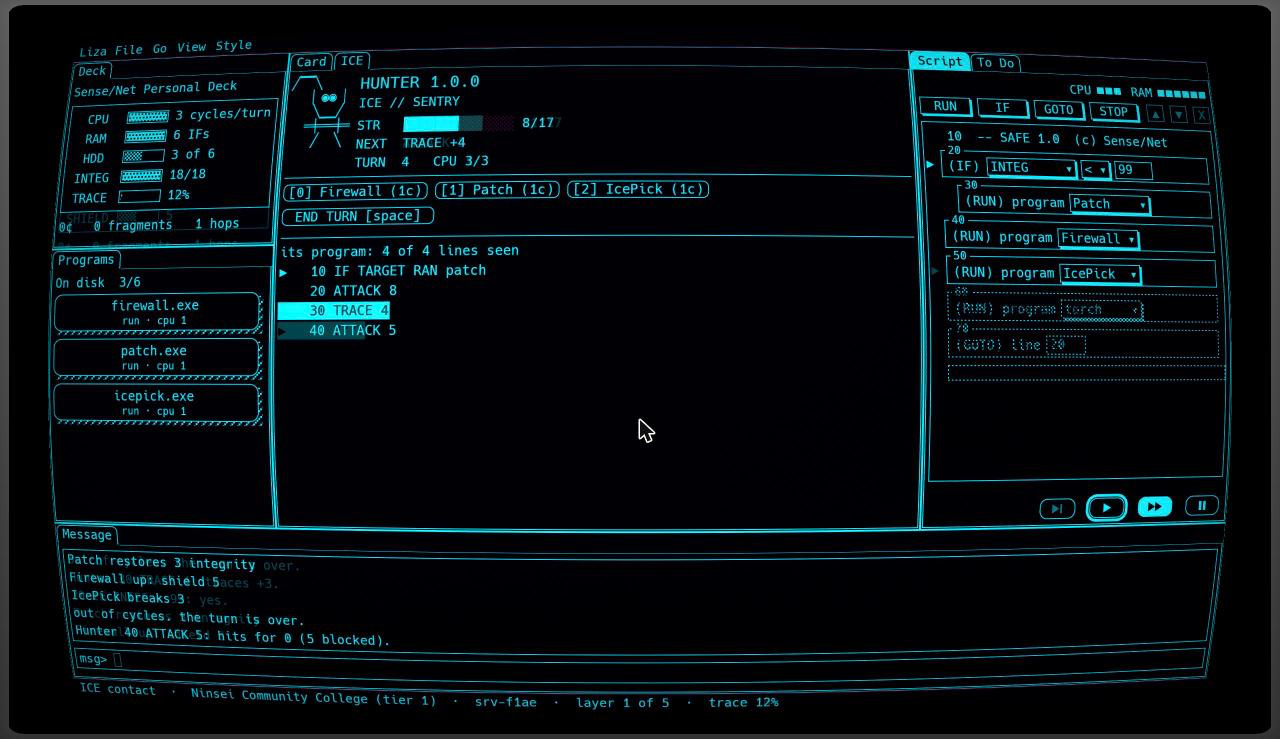 Liza File Go View Style
Deck
Sense/Net Personal Deck
CPU 3 cycles/turn
RAM 6 IFs
HDD 3 of 6
INTEG 18/18
TRACE 12%
SHIELD 5
0¢ 0 fragments 1 hops
Programs
On disk 3/6
firewall.exe
run · cpu 1
patch.exe
run · cpu 1
icepick.exe
run · cpu 1
Card ICE
HUNTER 1.0.0
ICE // SENTRY
STR 8/17
NEXT TRACE +4
TURN 4 CPU 3/3
[0] Firewall (1c) [1] Patch (1c) [2] IcePick (1c)
END TURN [space]
its program: 4 of 4 lines seen
▶ 10 IF TARGET RAN patch
20 ATTACK 8
30 TRACE 4
▶ 40 ATTACK 5
Script To Do
CPU ■■■ RAM ■■■■■■
RUN IF GOTO STOP ▲ ▼ X
10 -- SAFE 1.0 (c) Sense/Net
20
▶ (IF) INTEG ▾ < ▾ 99
30
(RUN) program Patch ▾
40
(RUN) program Firewall ▾
50
(RUN) program IcePick ▾
60
(RUN) program torch ▾
70
(GOTO) line 20
Message
Patch restores 3 integrity
Firewall up: shield 5
IcePick breaks 3
out of cycles. the turn is over.
Hunter 40 ATTACK 5: hits for 0 (5 blocked).
msg>
ICE contact · Ninsei Community College (tier 1) · srv-f1ae · layer 1 of 5 · trace 12%